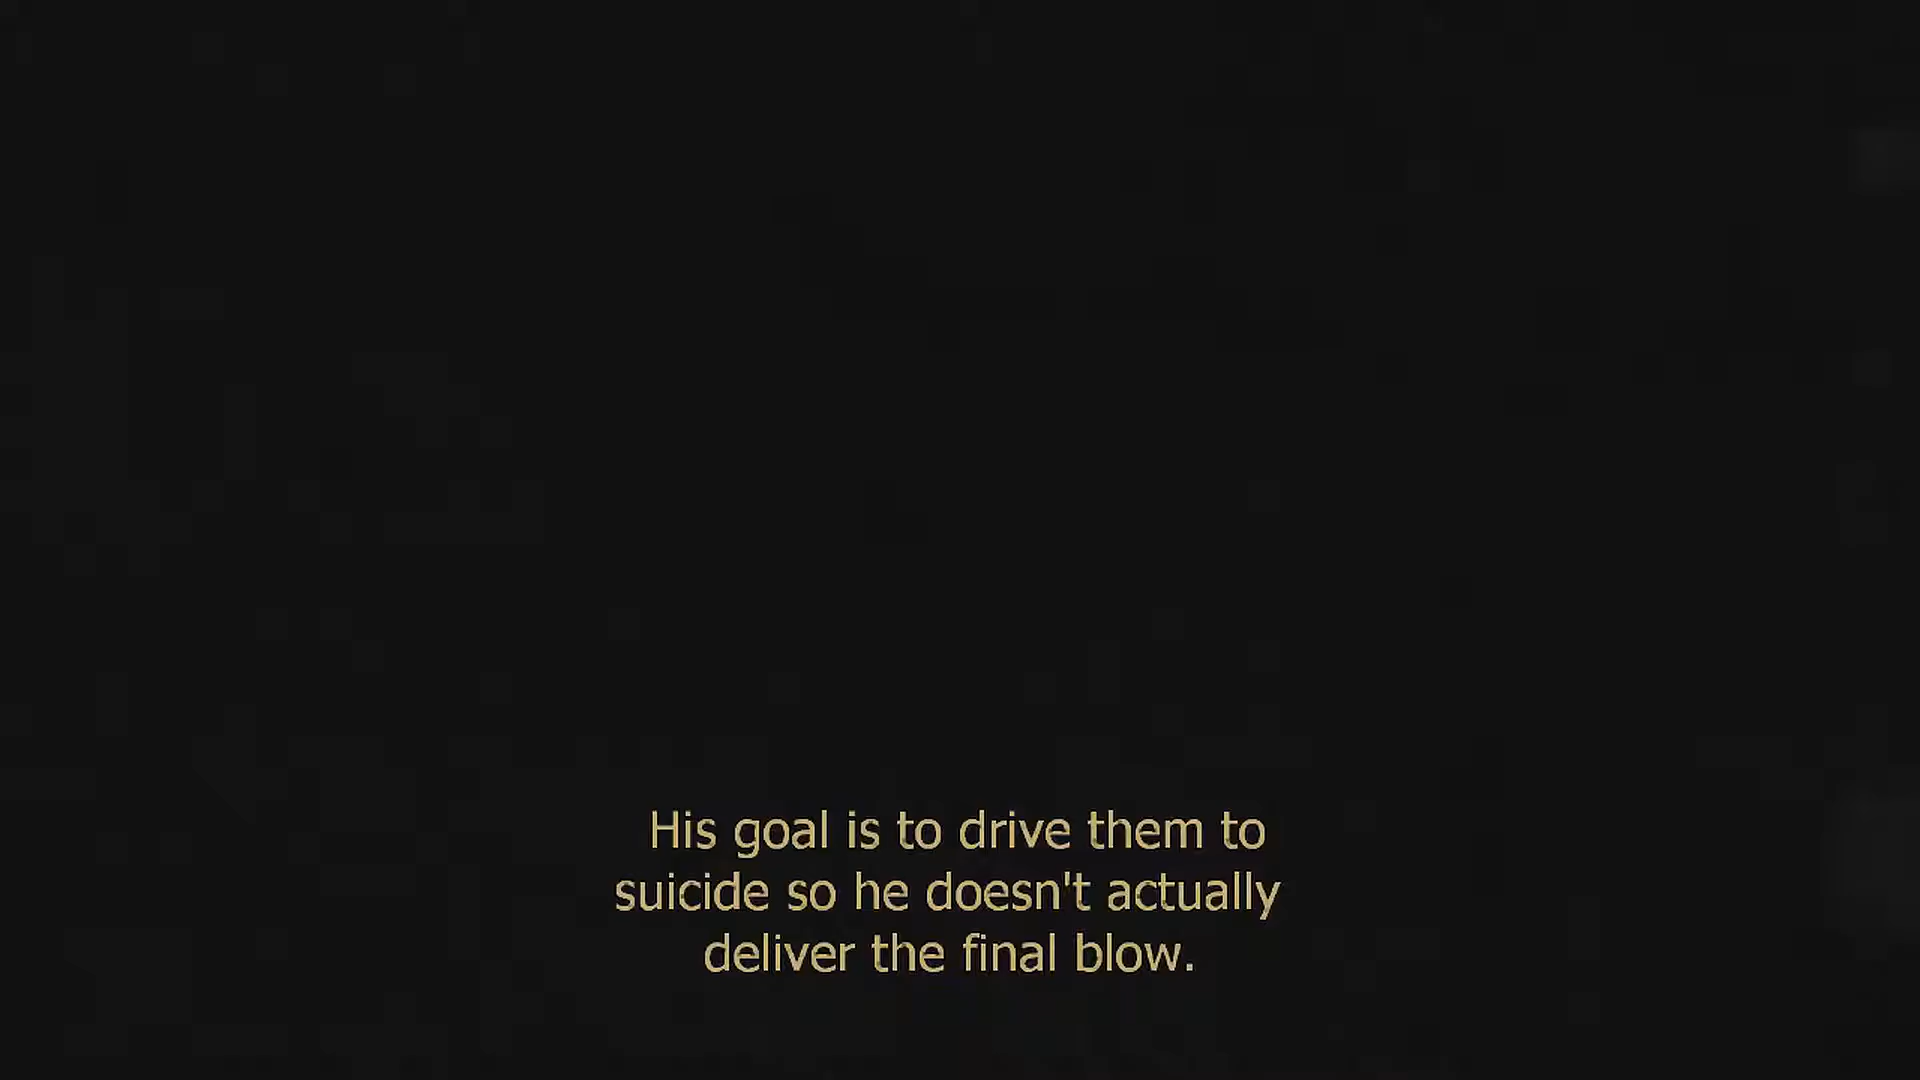 His goal is to drive them to
suicide so he doesn't actually
deliver the final blow.